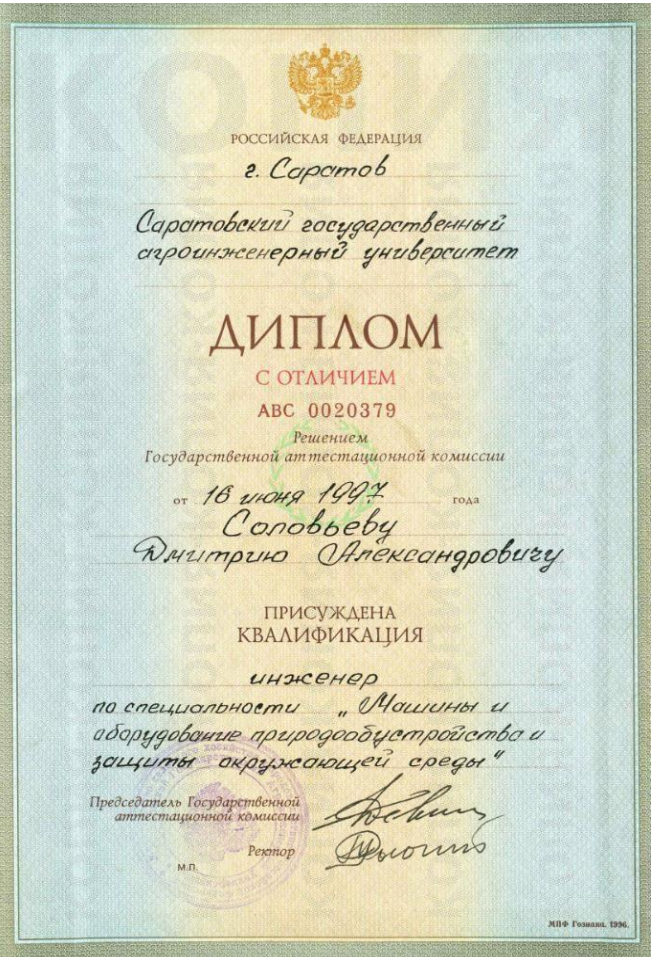 РОССИЙСКАЯ ФЕДЕРАЦИЯ
г. Саратов
Саратовский государственный
агроинженерный университет
ДИПЛОМ
С ОТЛИЧИЕМ
АВС 0020379
Решением
Государственной аттестационной комиссии
от 16 июня 1997 года
Соловьеву
Дмитрию Александровичу
ПРИСУЖДЕНА
КВАЛИФИКАЦИЯ
инженер
по специальности „Машины и
оборудование природообустройства и
защиты окружающей среды"
Председатель Государственной
аттестационной комиссии
Ректор
М.П.
МПФ Гознака. 1996.